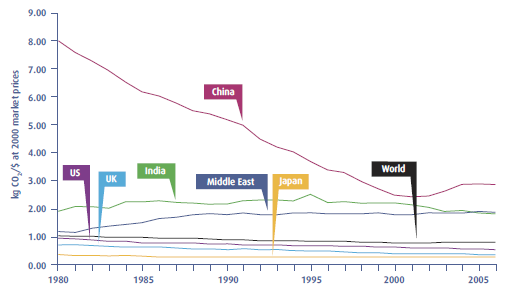 9.00
8.00
7.00
6.00
5.00
4.00
3.00
2.00
1.00
0.00
kg CO₂/$ at 2000 market prices
China
US
UK
India
Middle East
Japan
World
1980
1985
1990
1995
2000
2005